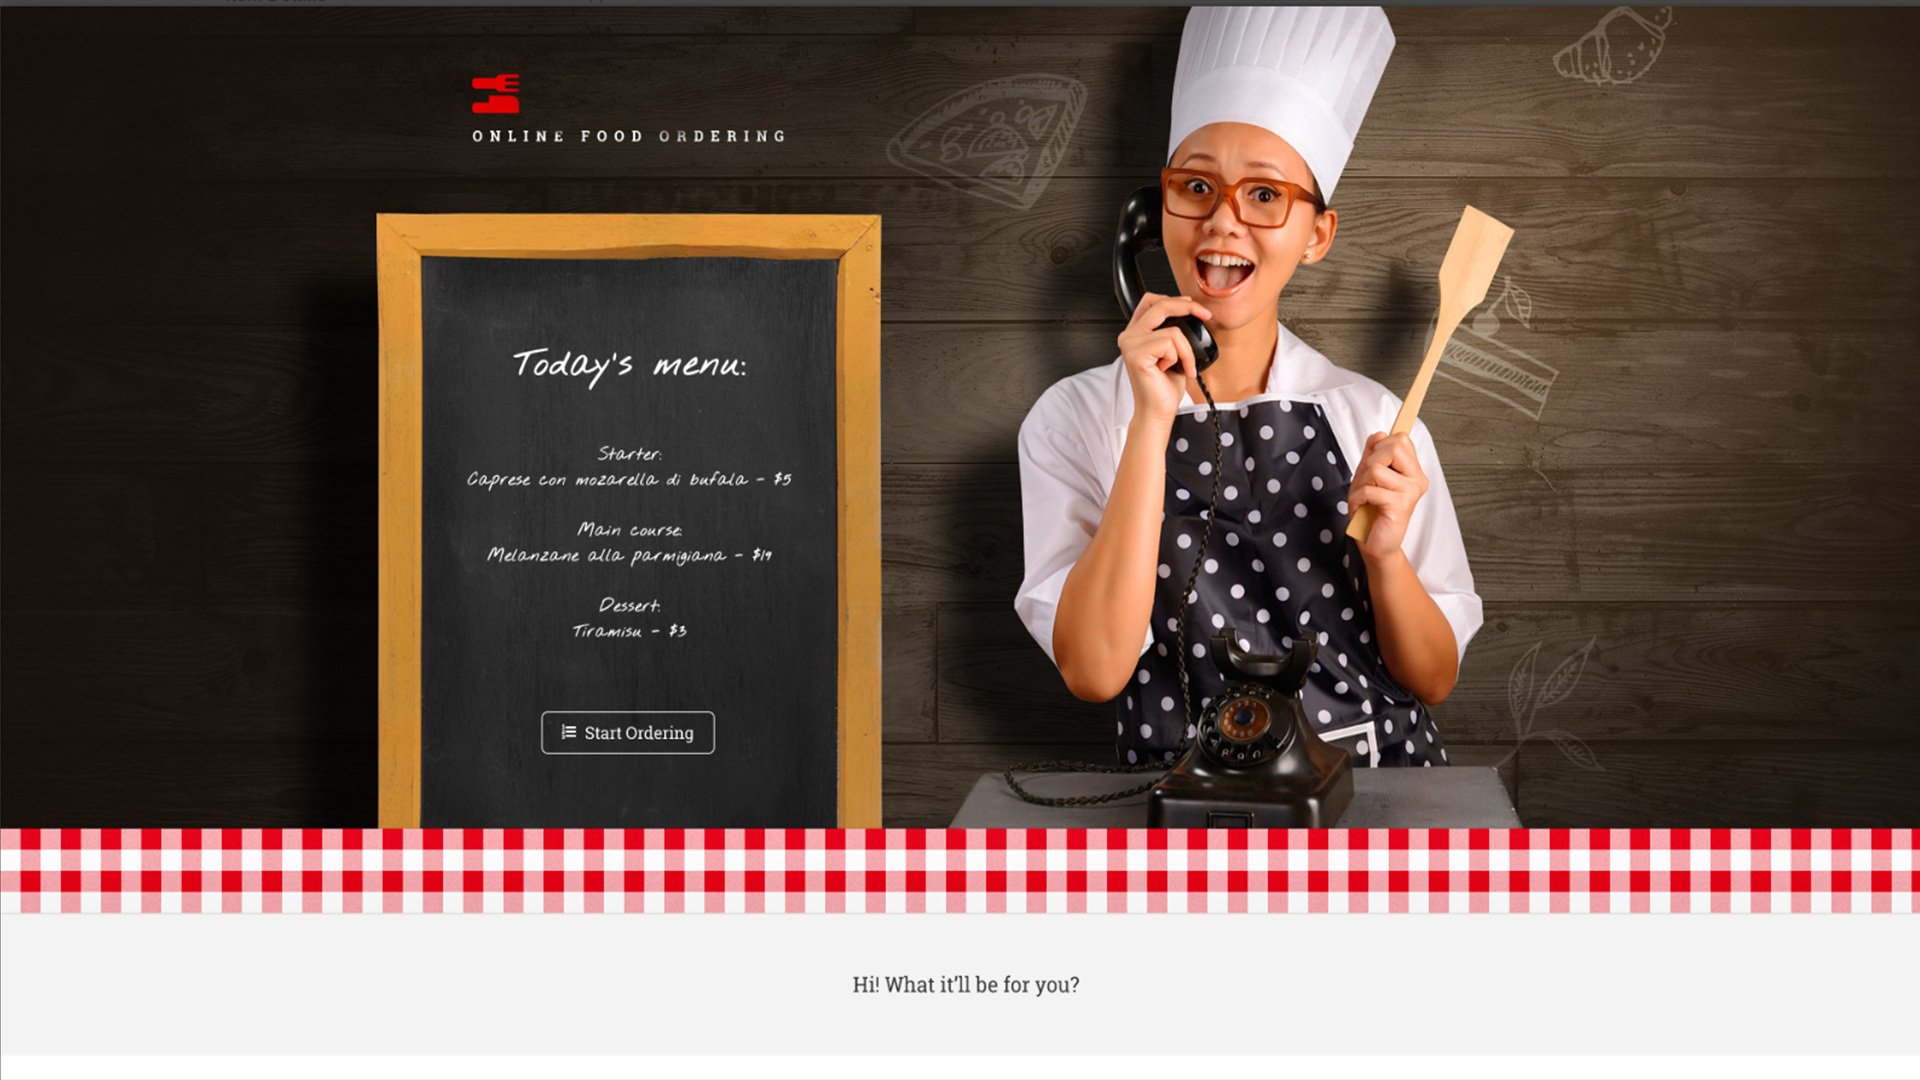 ONLINE FOOD ORDERING
Today's menu:
Starter:
Caprese con mozarella di bufala - $5
Main course:
Melanzane alla parmigiana - $19
Dessert:
Tiramisu - $3
Start Ordering
Hi! What it'll be for you?